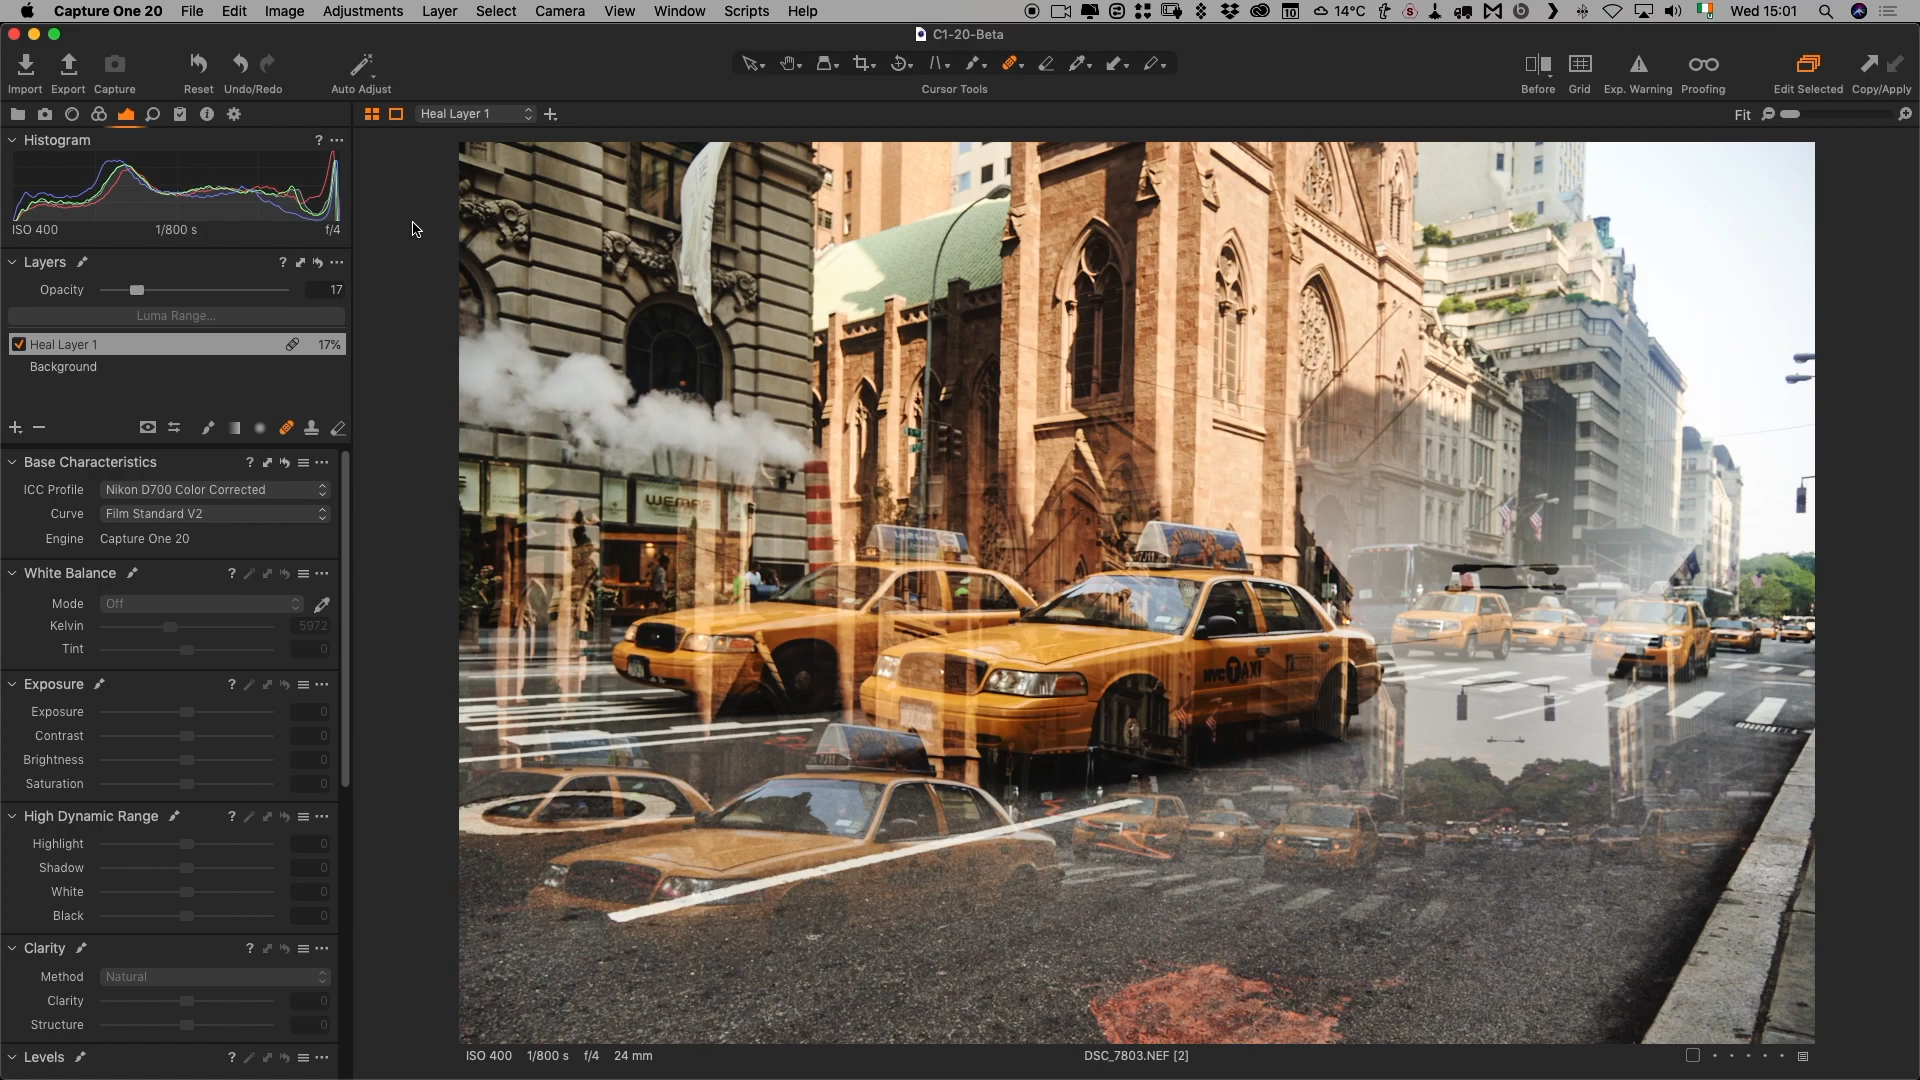 Capture One 20 File Edit Image Adjustments Layer Select Camera View Window Scripts Help 10 14°C Wed 15:01
C1-20-Beta
Import Export Capture Reset Undo/Redo Auto Adjust Cursor Tools Before Grid Exp. Warning Proofing Edit Selected Copy/Apply
Heal Layer 1 Fit
Histogram ?
ISO 400 1/800 s f/4
Layers ?
Opacity 17
Luma Range...
Heal Layer 1 17%
Background
Base Characteristics ?
ICC Profile Nikon D700 Color Corrected
Curve Film Standard V2
Engine Capture One 20
White Balance ?
Mode Off
Kelvin 5972
Tint 0
Exposure ?
Exposure 0
Contrast 0
Brightness 0
Saturation 0
High Dynamic Range ?
Highlight 0
Shadow 0
White 0
Black 0
Clarity ?
Method Natural
Clarity 0
Structure 0
Levels ?
WEMPE
NYC TAXI
ISO 400 1/800 s f/4 24 mm DSC_7803.NEF [2]